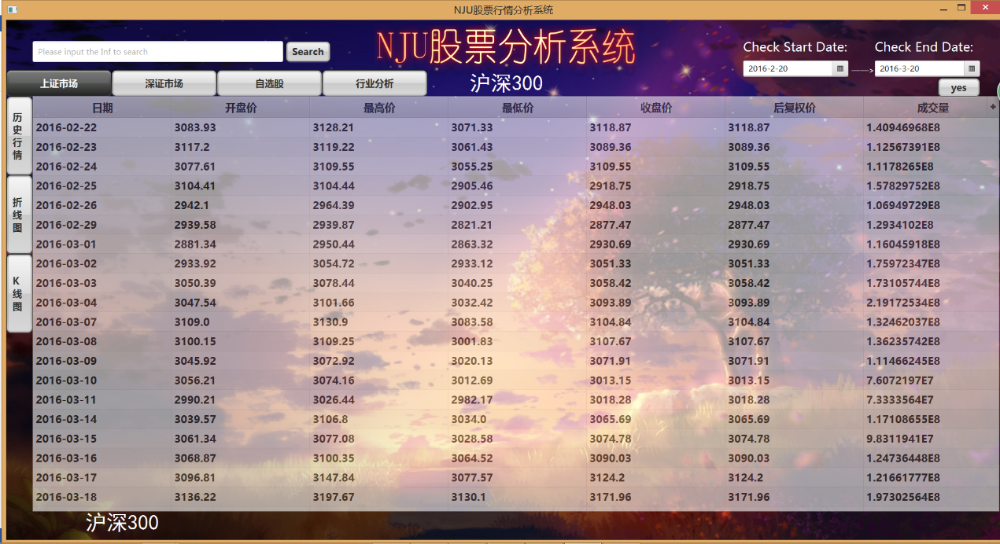 NJU股票行情分析系统
NJU股票分析系统
Please input the Inf to search Search
Check Start Date: Check End Date:
2016-2-20 ——> 2016-3-20
上证市场 深证市场 自选股 行业分析
沪深300
yes
历史行情
折线图
K线图
日期 开盘价 最高价 最低价 收盘价 后复权价 成交量 +
2016-02-22 3083.93 3128.21 3071.33 3118.87 3118.87 1.40946968E8
2016-02-23 3117.2 3119.22 3061.43 3089.36 3089.36 1.12567391E8
2016-02-24 3077.61 3109.55 3055.25 3109.55 3109.55 1.1178265E8
2016-02-25 3104.41 3104.44 2905.46 2918.75 2918.75 1.57829752E8
2016-02-26 2942.1 2964.39 2902.95 2948.03 2948.03 1.06949729E8
2016-02-29 2939.58 2939.87 2821.21 2877.47 2877.47 1.2934102E8
2016-03-01 2881.34 2950.44 2863.32 2930.69 2930.69 1.16045918E8
2016-03-02 2933.92 3054.72 2933.12 3051.33 3051.33 1.75972347E8
2016-03-03 3050.39 3078.44 3040.25 3058.42 3058.42 1.73105744E8
2016-03-04 3047.54 3101.66 3032.42 3093.89 3093.89 2.19172534E8
2016-03-07 3109.0 3130.9 3083.58 3104.84 3104.84 1.32462037E8
2016-03-08 3100.15 3109.25 3001.83 3107.67 3107.67 1.36235742E8
2016-03-09 3045.92 3072.92 3020.13 3071.91 3071.91 1.11466245E8
2016-03-10 3056.21 3074.16 3012.69 3013.15 3013.15 7.6072197E7
2016-03-11 2990.21 3026.44 2982.17 3018.28 3018.28 7.3333564E7
2016-03-14 3039.57 3106.8 3034.0 3065.69 3065.69 1.17108655E8
2016-03-15 3061.34 3077.08 3028.58 3074.78 3074.78 9.8311941E7
2016-03-16 3068.87 3100.35 3064.52 3090.03 3090.03 1.24736448E8
2016-03-17 3096.81 3147.84 3077.57 3124.2 3124.2 1.21661777E8
2016-03-18 3136.22 3197.67 3130.1 3171.96 3171.96 1.97302564E8
沪深300